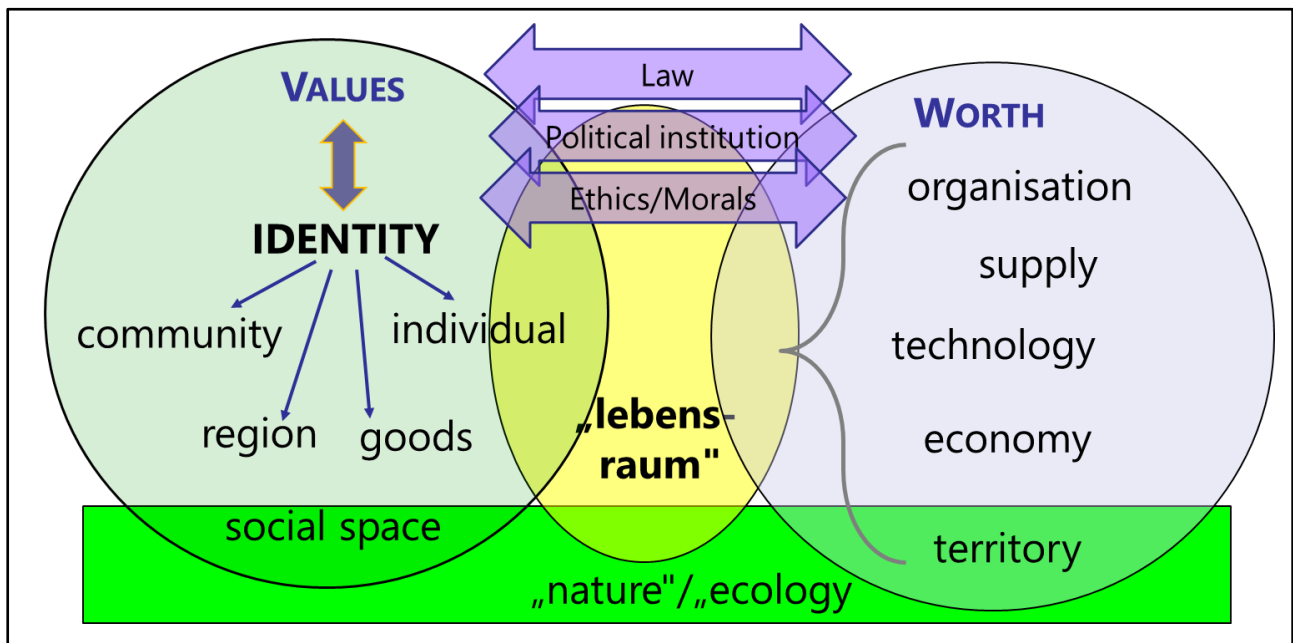 VALUES
IDENTITY
community
individual
region
goods
social space
Law
Political institution
Ethics/Morals
„lebens-
raum"
WORTH
organisation
supply
technology
economy
territory
„nature"/„ecology